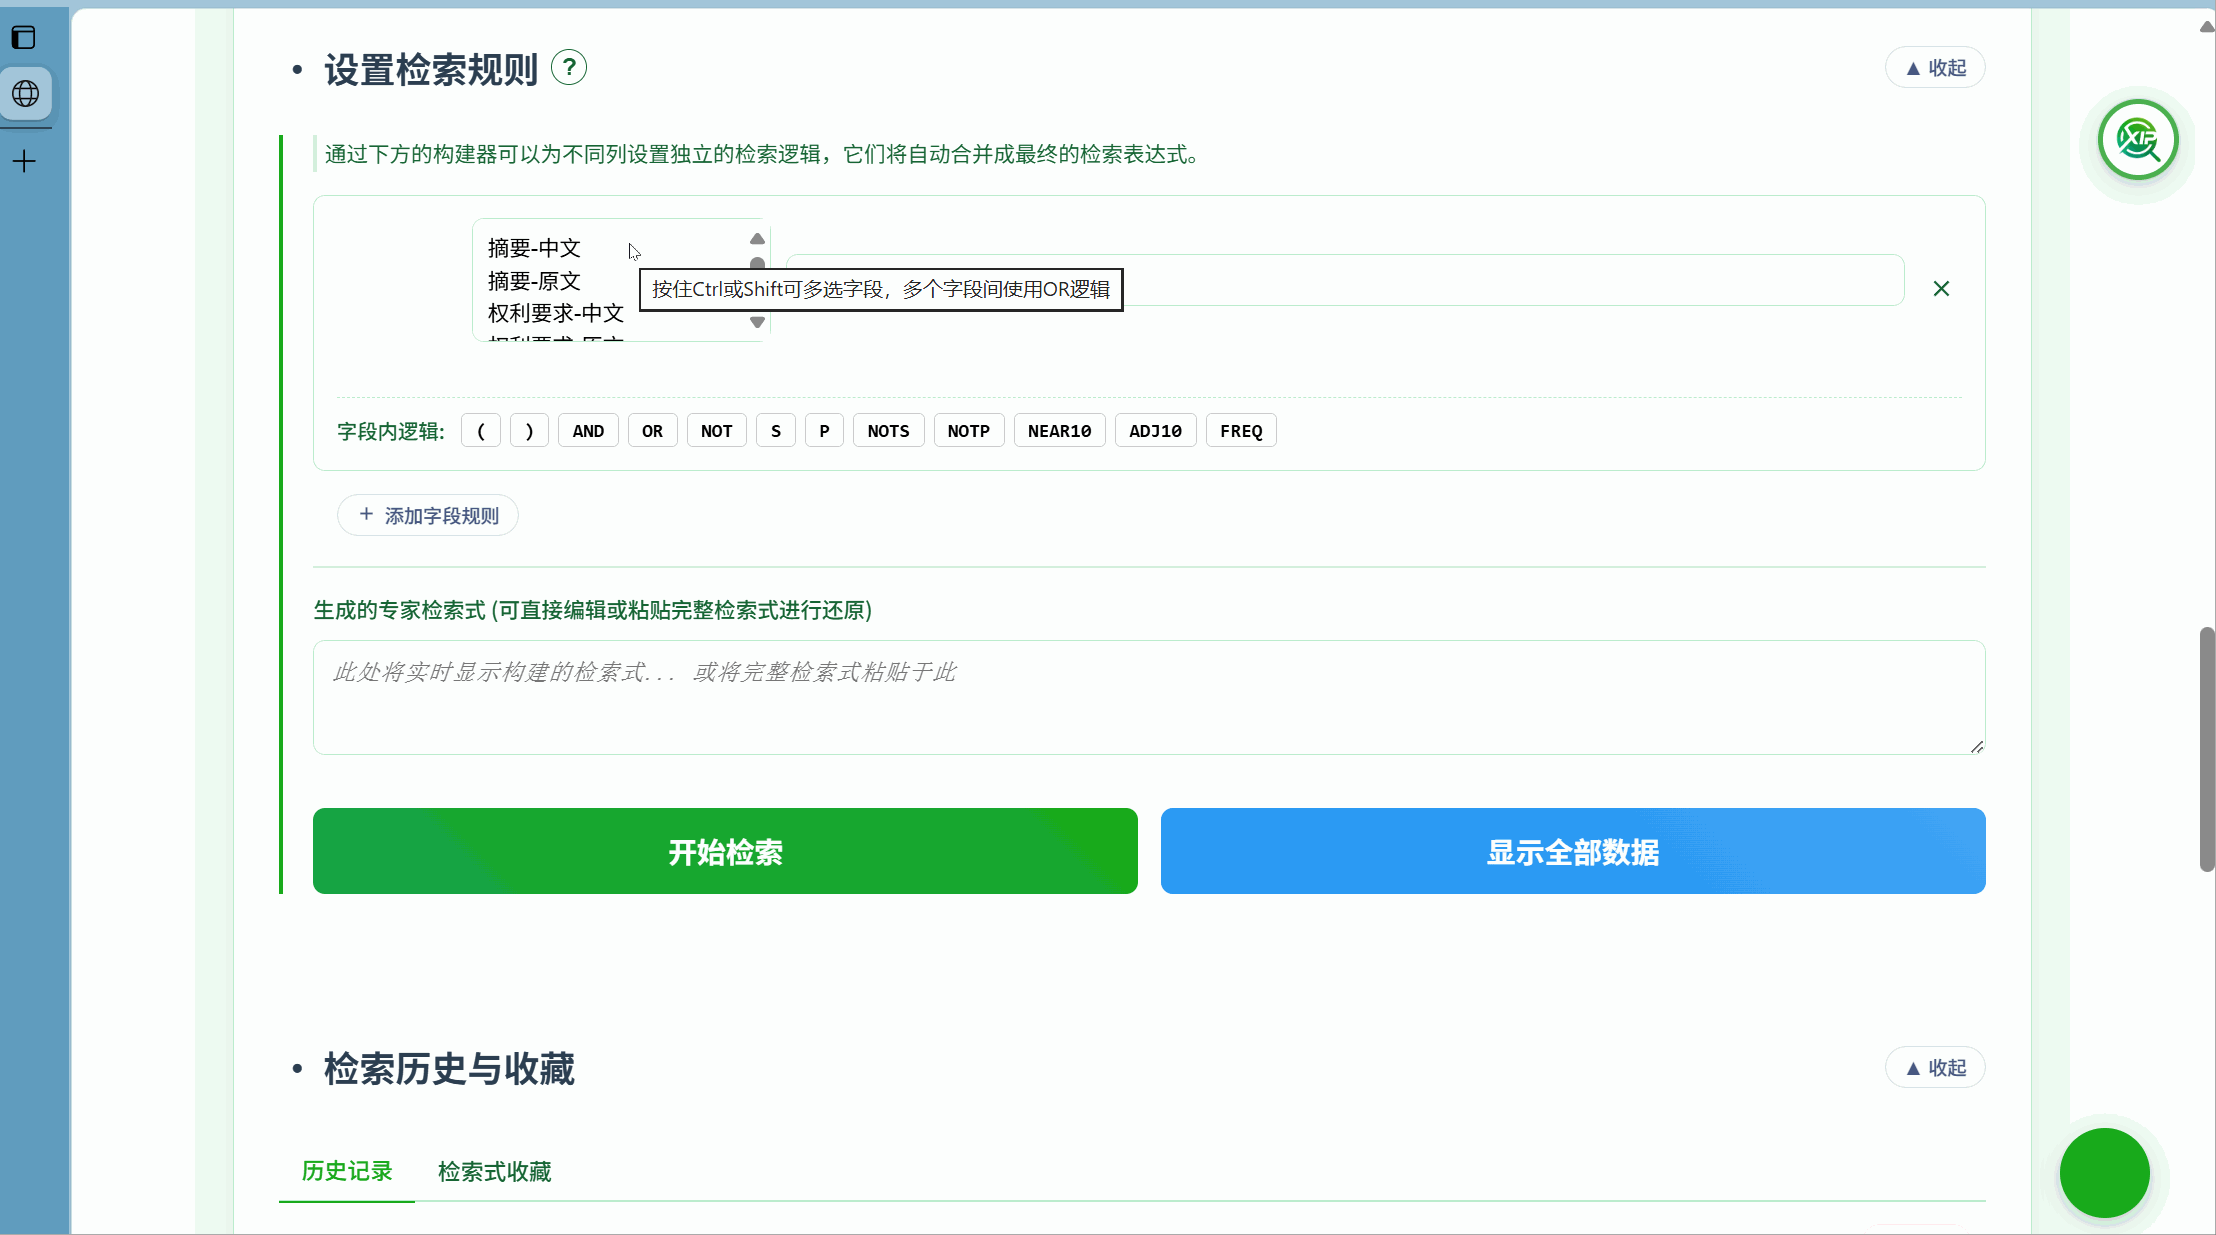 • 设置检索规则 ?
▲ 收起
通过下方的构建器可以为不同列设置独立的检索逻辑，它们将自动合并成最终的检索表达式。
摘要-中文
摘要-原文
权利要求-中文
权利要求-原文
按住Ctrl或Shift可多选字段，多个字段间使用OR逻辑
字段内逻辑: ( ) AND OR NOT S P NOTS NOTP NEAR10 ADJ10 FREQ
+ 添加字段规则
生成的专家检索式 (可直接编辑或粘贴完整检索式进行还原)
此处将实时显示构建的检索式... 或将完整检索式粘贴于此
开始检索
显示全部数据
• 检索历史与收藏
▲ 收起
历史记录 检索式收藏
XIP